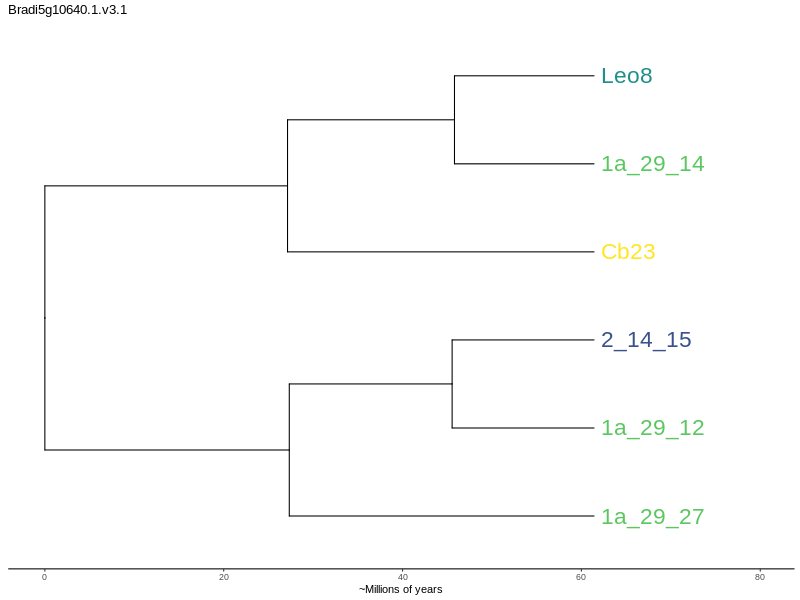 Bradi5g10640.1.v3.1
Leo8
1a_29_14
Cb23
2_14_15
1a_29_12
1a_29_27
0 20 40 60 80
~Millions of years